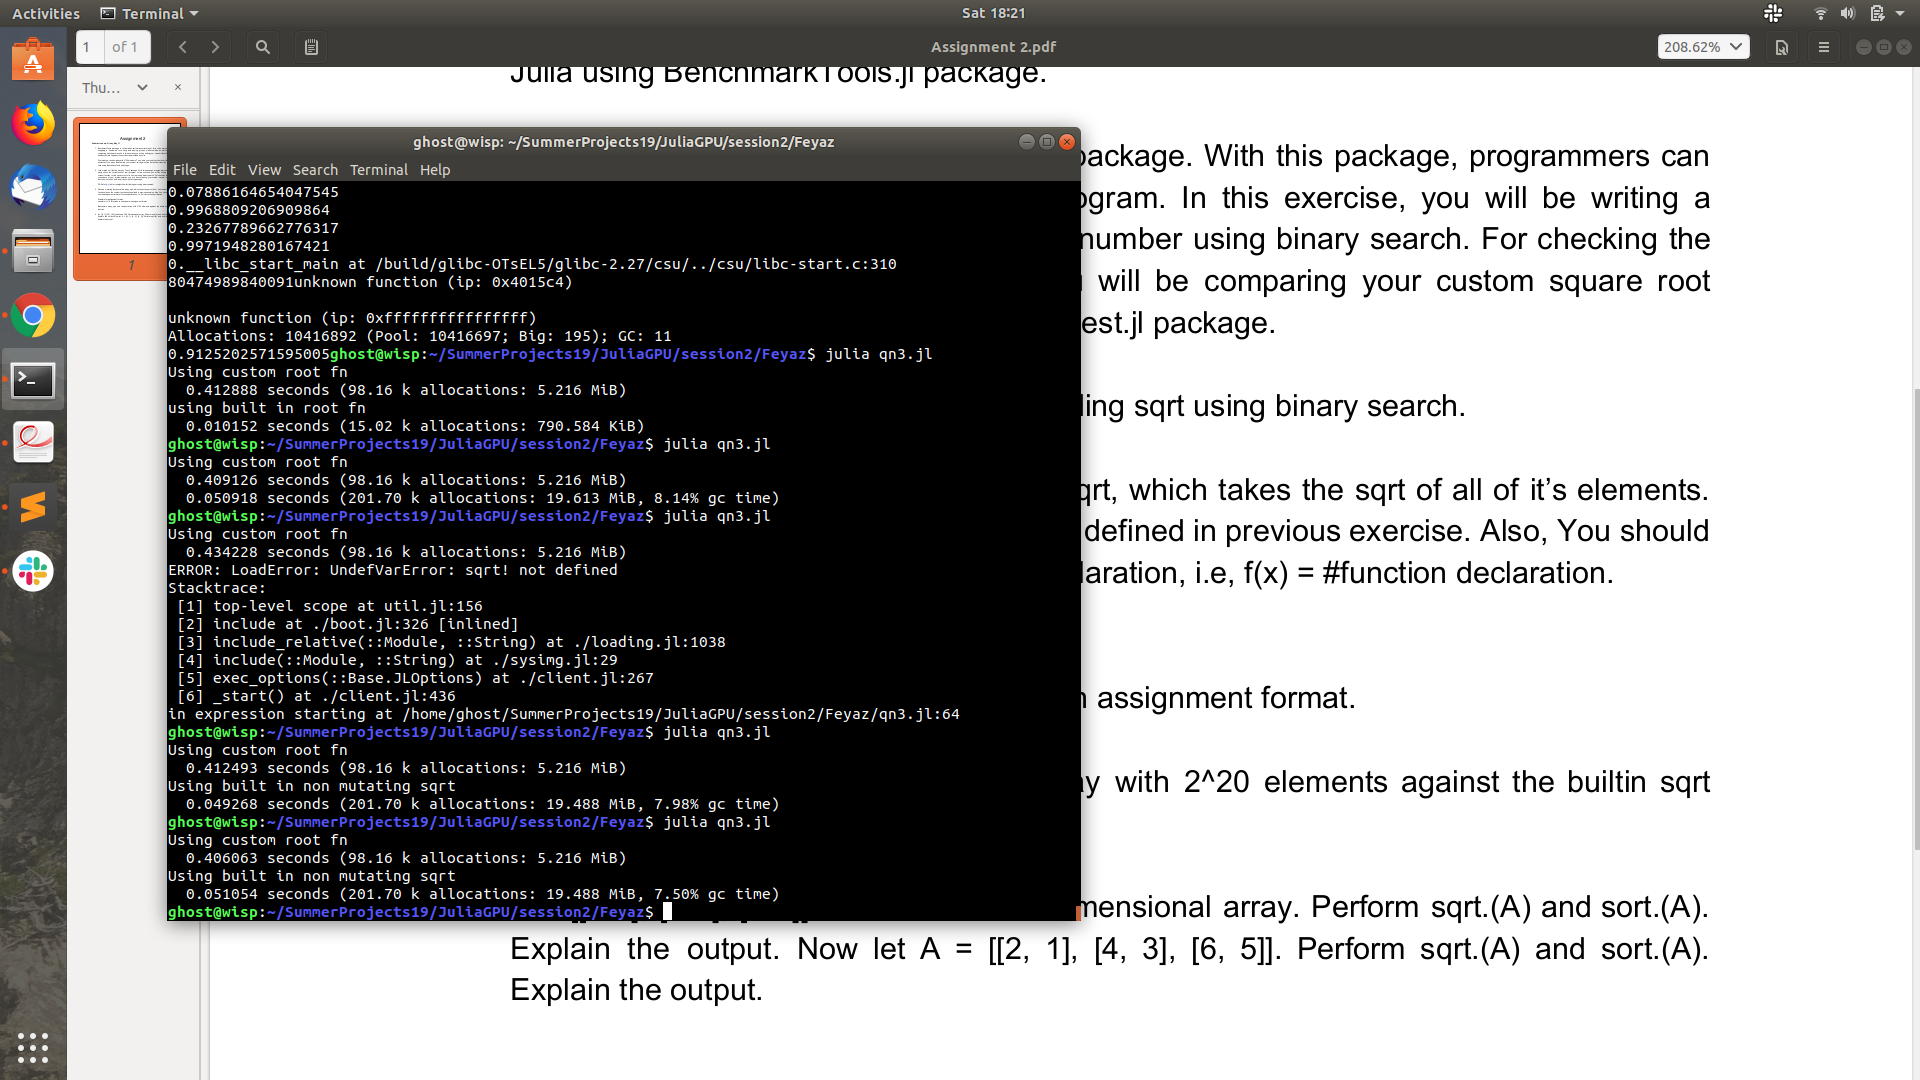 Activities
Terminal
Sat 18:21
1 of 1
Assignment 2.pdf
208.62%
Thu...
1
Julia using BenchmarkTools.jl package.
ghost@wisp: ~/SummerProjects19/JuliaGPU/session2/Feyaz
File Edit View Search Terminal Help
0.07886164654047545
0.9968809206909864
0.23267789662776317
0.9971948280167421
0.__libc_start_main at /build/glibc-OTsEL5/glibc-2.27/csu/../csu/libc-start.c:310
80474989840091unknown function (ip: 0x4015c4)
unknown function (ip: 0xffffffffffffffff)
Allocations: 10416892 (Pool: 10416697; Big: 195); GC: 11
0.9125202571595005ghost@wisp:~/SummerProjects19/JuliaGPU/session2/Feyaz$ julia qn3.jl
Using custom root fn
0.412888 seconds (98.16 k allocations: 5.216 MiB)
using built in root fn
0.010152 seconds (15.02 k allocations: 790.584 KiB)
ghost@wisp:~/SummerProjects19/JuliaGPU/session2/Feyaz$ julia qn3.jl
Using custom root fn
0.409126 seconds (98.16 k allocations: 5.216 MiB)
0.050918 seconds (201.70 k allocations: 19.613 MiB, 8.14% gc time)
ghost@wisp:~/SummerProjects19/JuliaGPU/session2/Feyaz$ julia qn3.jl
Using custom root fn
0.434228 seconds (98.16 k allocations: 5.216 MiB)
ERROR: LoadError: UndefVarError: sqrt! not defined
Stacktrace:
[1] top-level scope at util.jl:156
[2] include at ./boot.jl:326 [inlined]
[3] include_relative(::Module, ::String) at ./loading.jl:1038
[4] include(::Module, ::String) at ./sysimg.jl:29
[5] exec_options(::Base.JLOptions) at ./client.jl:267
[6] _start() at ./client.jl:436
in expression starting at /home/ghost/SummerProjects19/JuliaGPU/session2/Feyaz/qn3.jl:64
ghost@wisp:~/SummerProjects19/JuliaGPU/session2/Feyaz$ julia qn3.jl
Using custom root fn
0.412493 seconds (98.16 k allocations: 5.216 MiB)
Using built in non mutating sqrt
0.049268 seconds (201.70 k allocations: 19.488 MiB, 7.98% gc time)
ghost@wisp:~/SummerProjects19/JuliaGPU/session2/Feyaz$ julia qn3.jl
Using custom root fn
0.406063 seconds (98.16 k allocations: 5.216 MiB)
Using built in non mutating sqrt
0.051054 seconds (201.70 k allocations: 19.488 MiB, 7.50% gc time)
ghost@wisp:~/SummerProjects19/JuliaGPU/session2/Feyaz$
package. With this package, programmers can
ogram. In this exercise, you will be writing a
number using binary search. For checking the
will be comparing your custom square root
est.jl package.
ling sqrt using binary search.
qrt, which takes the sqrt of all of it's elements.
defined in previous exercise. Also, You should
laration, i.e, f(x) = #function declaration.
assignment format.
ay with 2^20 elements against the builtin sqrt
mensional array. Perform sqrt.(A) and sort.(A).
Explain the output. Now let A = [[2, 1], [4, 3], [6, 5]]. Perform sqrt.(A) and sort.(A).
Explain the output.